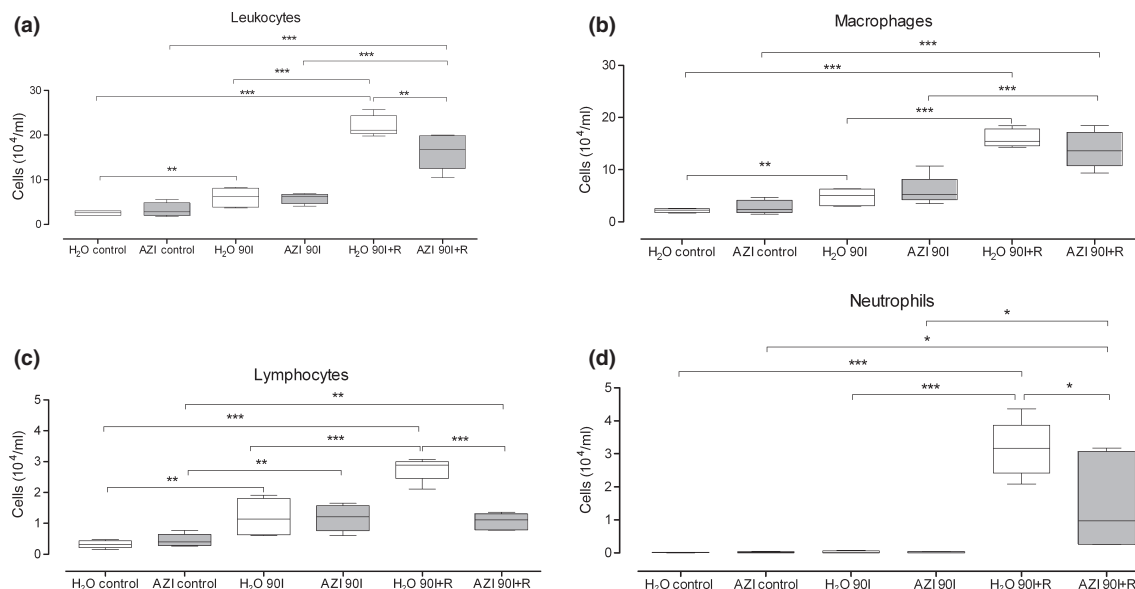 (a)
Leukocytes
***
***
***
***
**
**
Cells (10⁴/ml)
30
20
10
0
H₂O control AZI control H₂O 90I AZI 90I H₂O 90I+R AZI 90I+R
(b)
Macrophages
***
***
***
***
**
Cells (10⁴/ml)
30
20
10
0
H₂O control AZI control H₂O 90I AZI 90I H₂O 90I+R AZI 90I+R
(c)
Lymphocytes
**
***
*** ***
**
**
Cells (10⁴/ml)
5
4
3
2
1
0
H₂O control AZI control H₂O 90I AZI 90I H₂O 90I+R AZI 90I+R
(d)
Neutrophils
*
*
***
*** *
Cells (10⁴/ml)
5
4
3
2
1
0
H₂O control AZI control H₂O 90I AZI 90I H₂O 90I+R AZI 90I+R